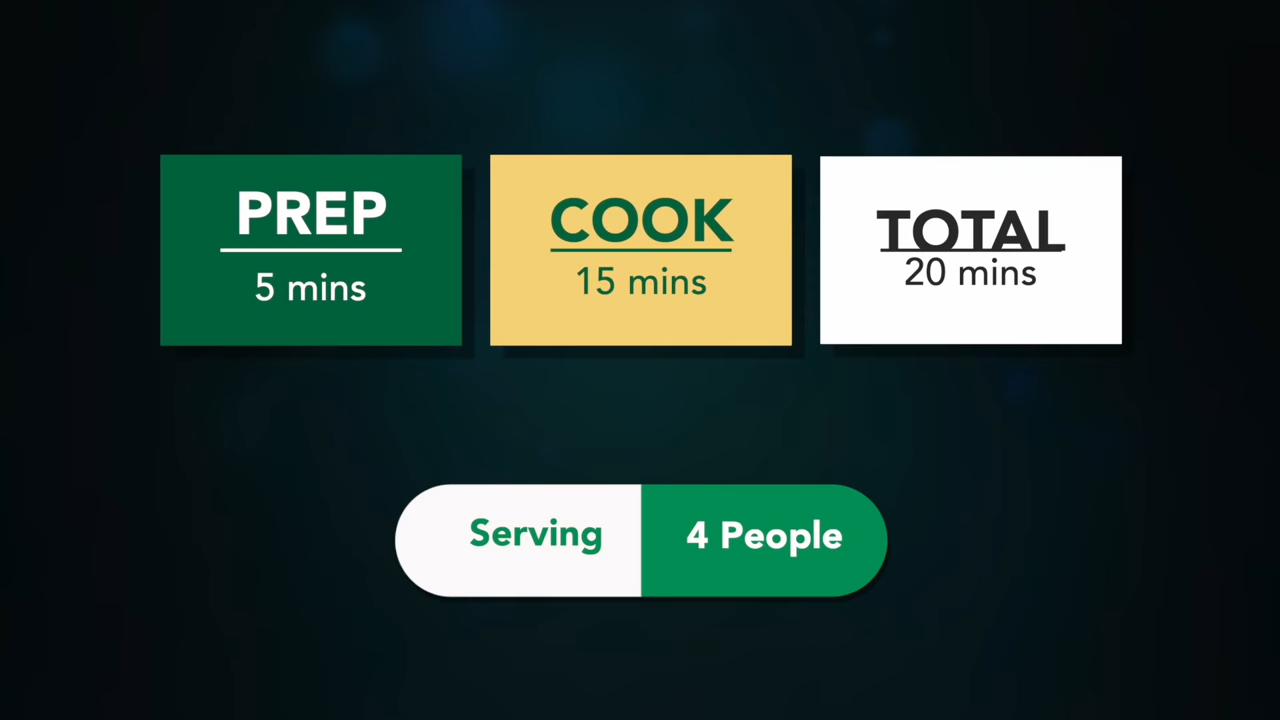 PREP
5 mins
COOK
15 mins
TOTAL
20 mins
Serving
4 People